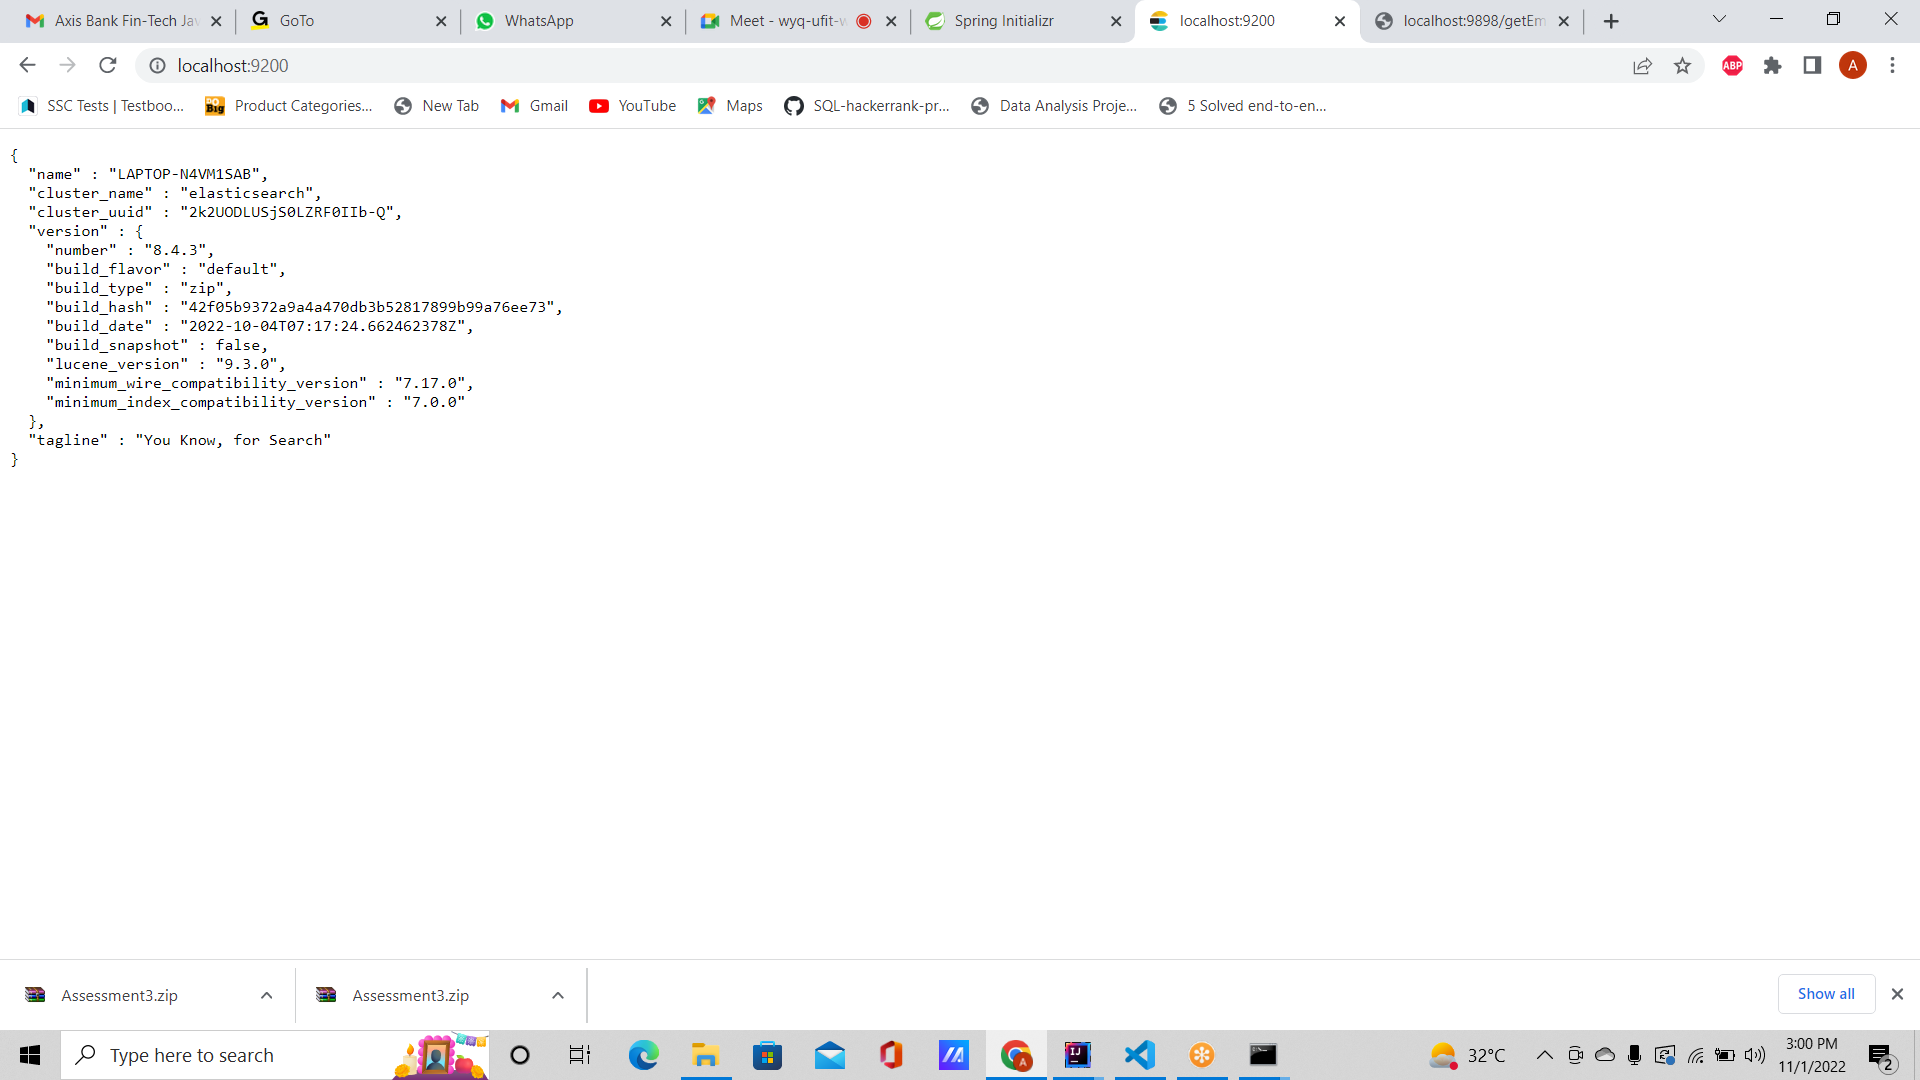 Axis Bank Fin-Tech Jav
GoTo
WhatsApp
Meet - wyq-ufit-w
Spring Initializr
localhost:9200
localhost:9898/getEm
localhost:9200
ABP
A
SSC Tests | Testboo...
Product Categories...
New Tab
Gmail
YouTube
Maps
SQL-hackerrank-pr...
Data Analysis Proje...
5 Solved end-to-en...
{
"name" : "LAPTOP-N4VM1SAB",
"cluster_name" : "elasticsearch",
"cluster_uuid" : "2k2UODLUSjS0LZRF0IIb-Q",
"version" : {
"number" : "8.4.3",
"build_flavor" : "default",
"build_type" : "zip",
"build_hash" : "42f05b9372a9a4a470db3b52817899b99a76ee73",
"build_date" : "2022-10-04T07:17:24.662462378Z",
"build_snapshot" : false,
"lucene_version" : "9.3.0",
"minimum_wire_compatibility_version" : "7.17.0",
"minimum_index_compatibility_version" : "7.0.0"
},
"tagline" : "You Know, for Search"
}
Assessment3.zip
Assessment3.zip
Show all
Type here to search
32°C
3:00 PM
11/1/2022
2